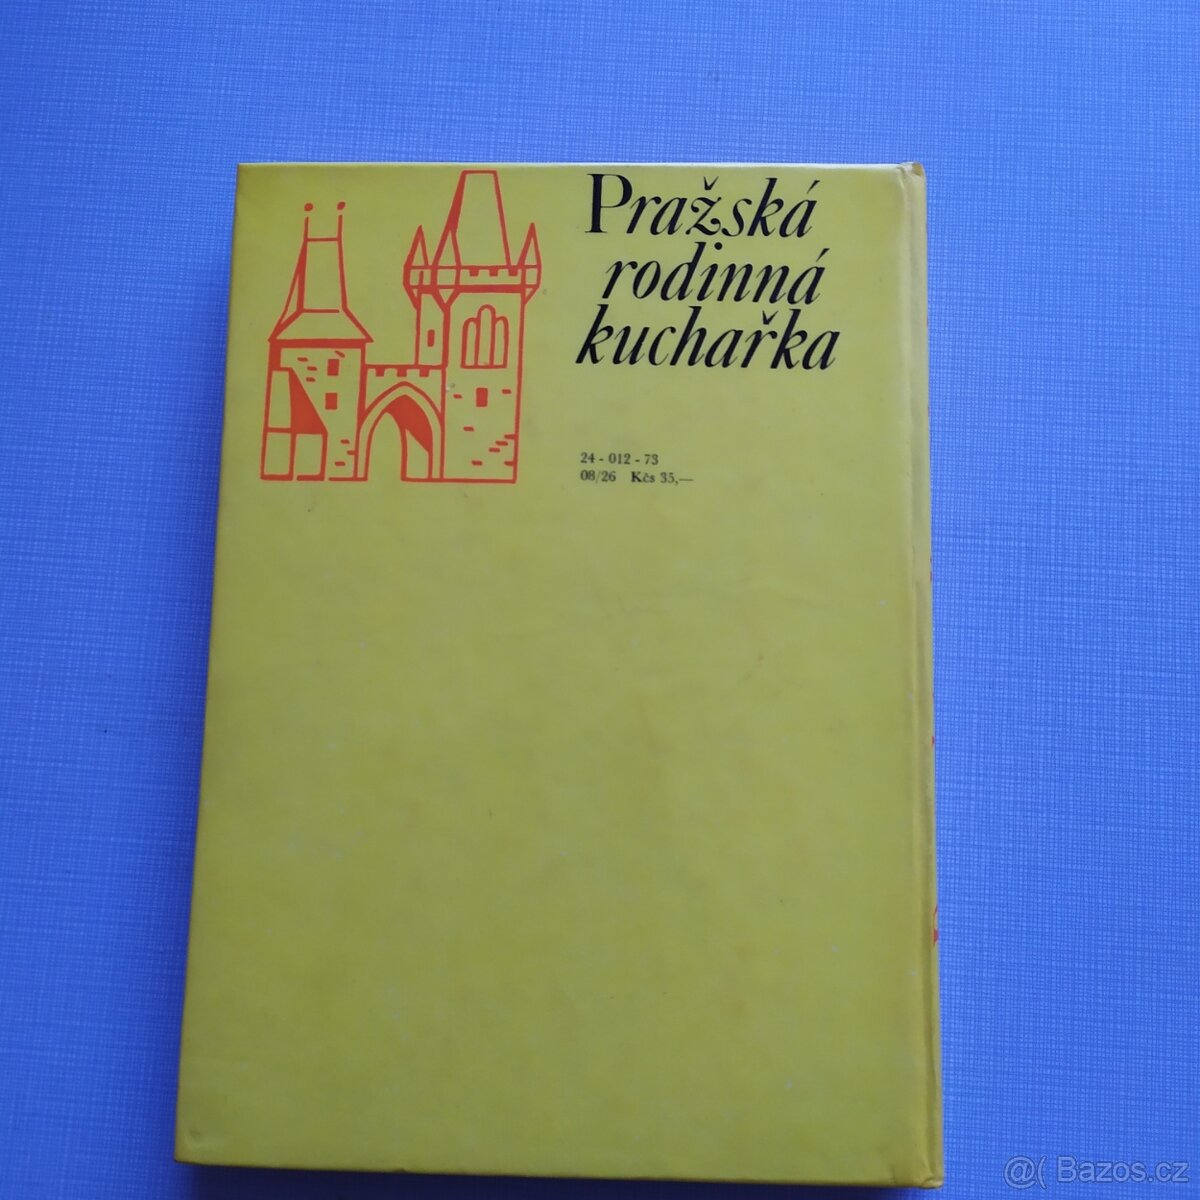 Pražská
rodinná
kuchařka
24 - 012 - 73
08/26 Kčs 35,—
@( Bazos.cz